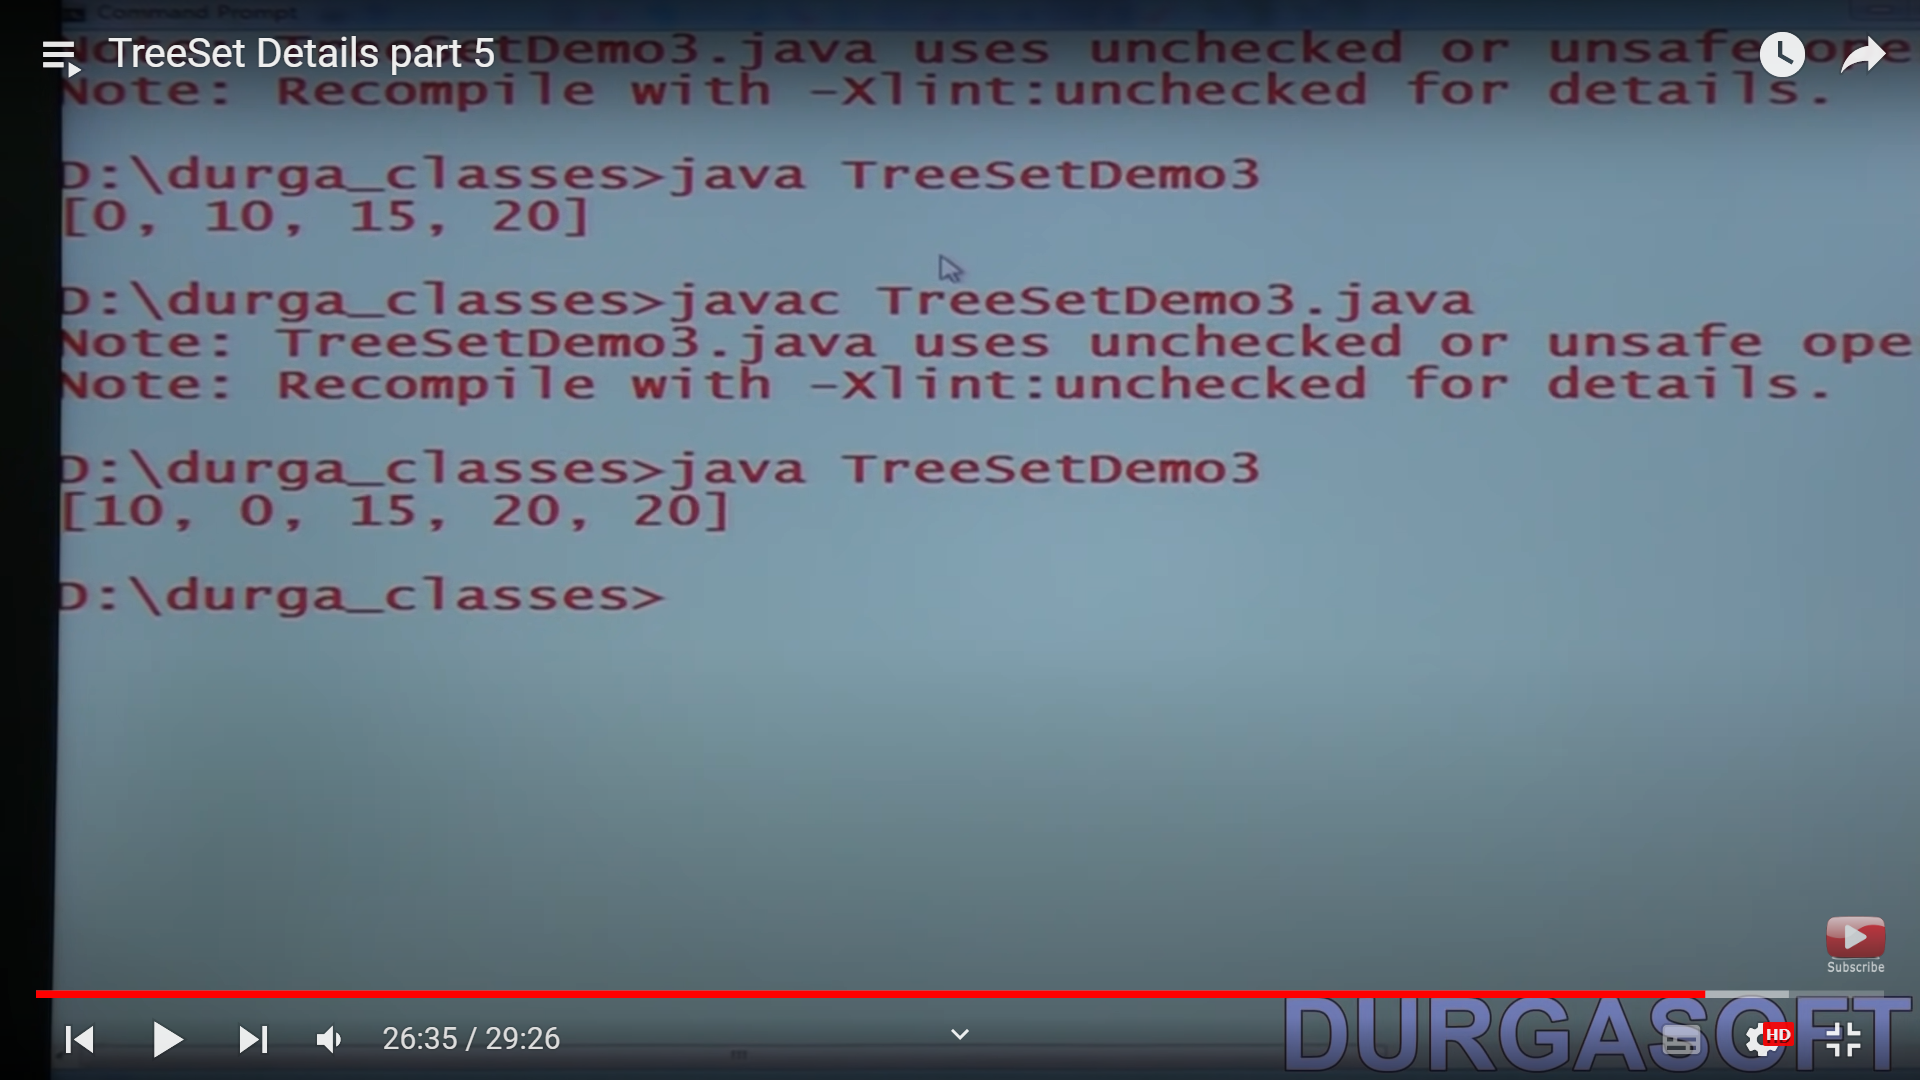 Command Prompt
TreeSet Details part 5
Note: TreeSetDemo3.java uses unchecked or unsafe ope
Note: Recompile with -Xlint:unchecked for details.
D:\durga_classes>java TreeSetDemo3
[0, 10, 15, 20]
D:\durga_classes>javac TreeSetDemo3.java
Note: TreeSetDemo3.java uses unchecked or unsafe ope
Note: Recompile with -Xlint:unchecked for details.
D:\durga_classes>java TreeSetDemo3
[10, 0, 15, 20, 20]
D:\durga_classes>
Subscribe
26:35 / 29:26
HD
DURGASOFT